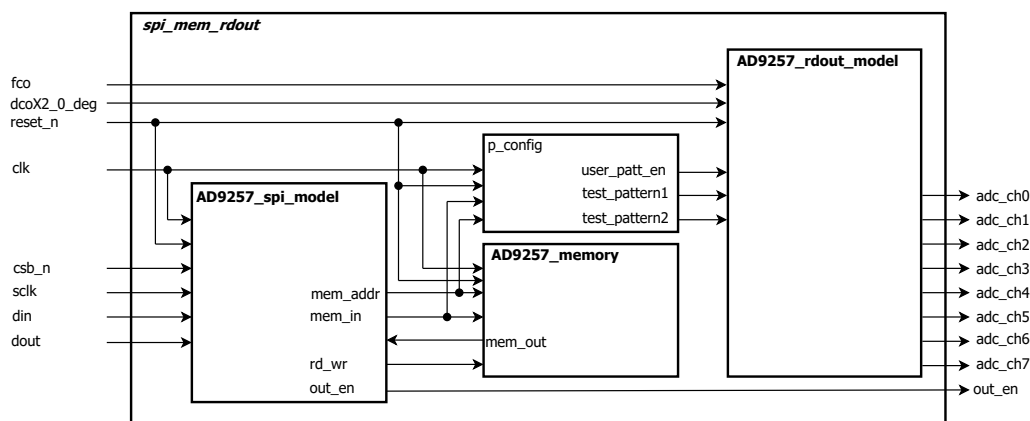 spi_mem_rdout
AD9257_rdout_model
fco
dcoX2_0_deg
reset_n
p_config
clk
user_patt_en
AD9257_spi_model
test_pattern1
adc_ch0
test_pattern2
adc_ch1
adc_ch2
AD9257_memory
csb_n
adc_ch3
sclk
mem_addr
adc_ch4
din
mem_in
adc_ch5
dout
mem_out
adc_ch6
rd_wr
adc_ch7
out_en
out_en